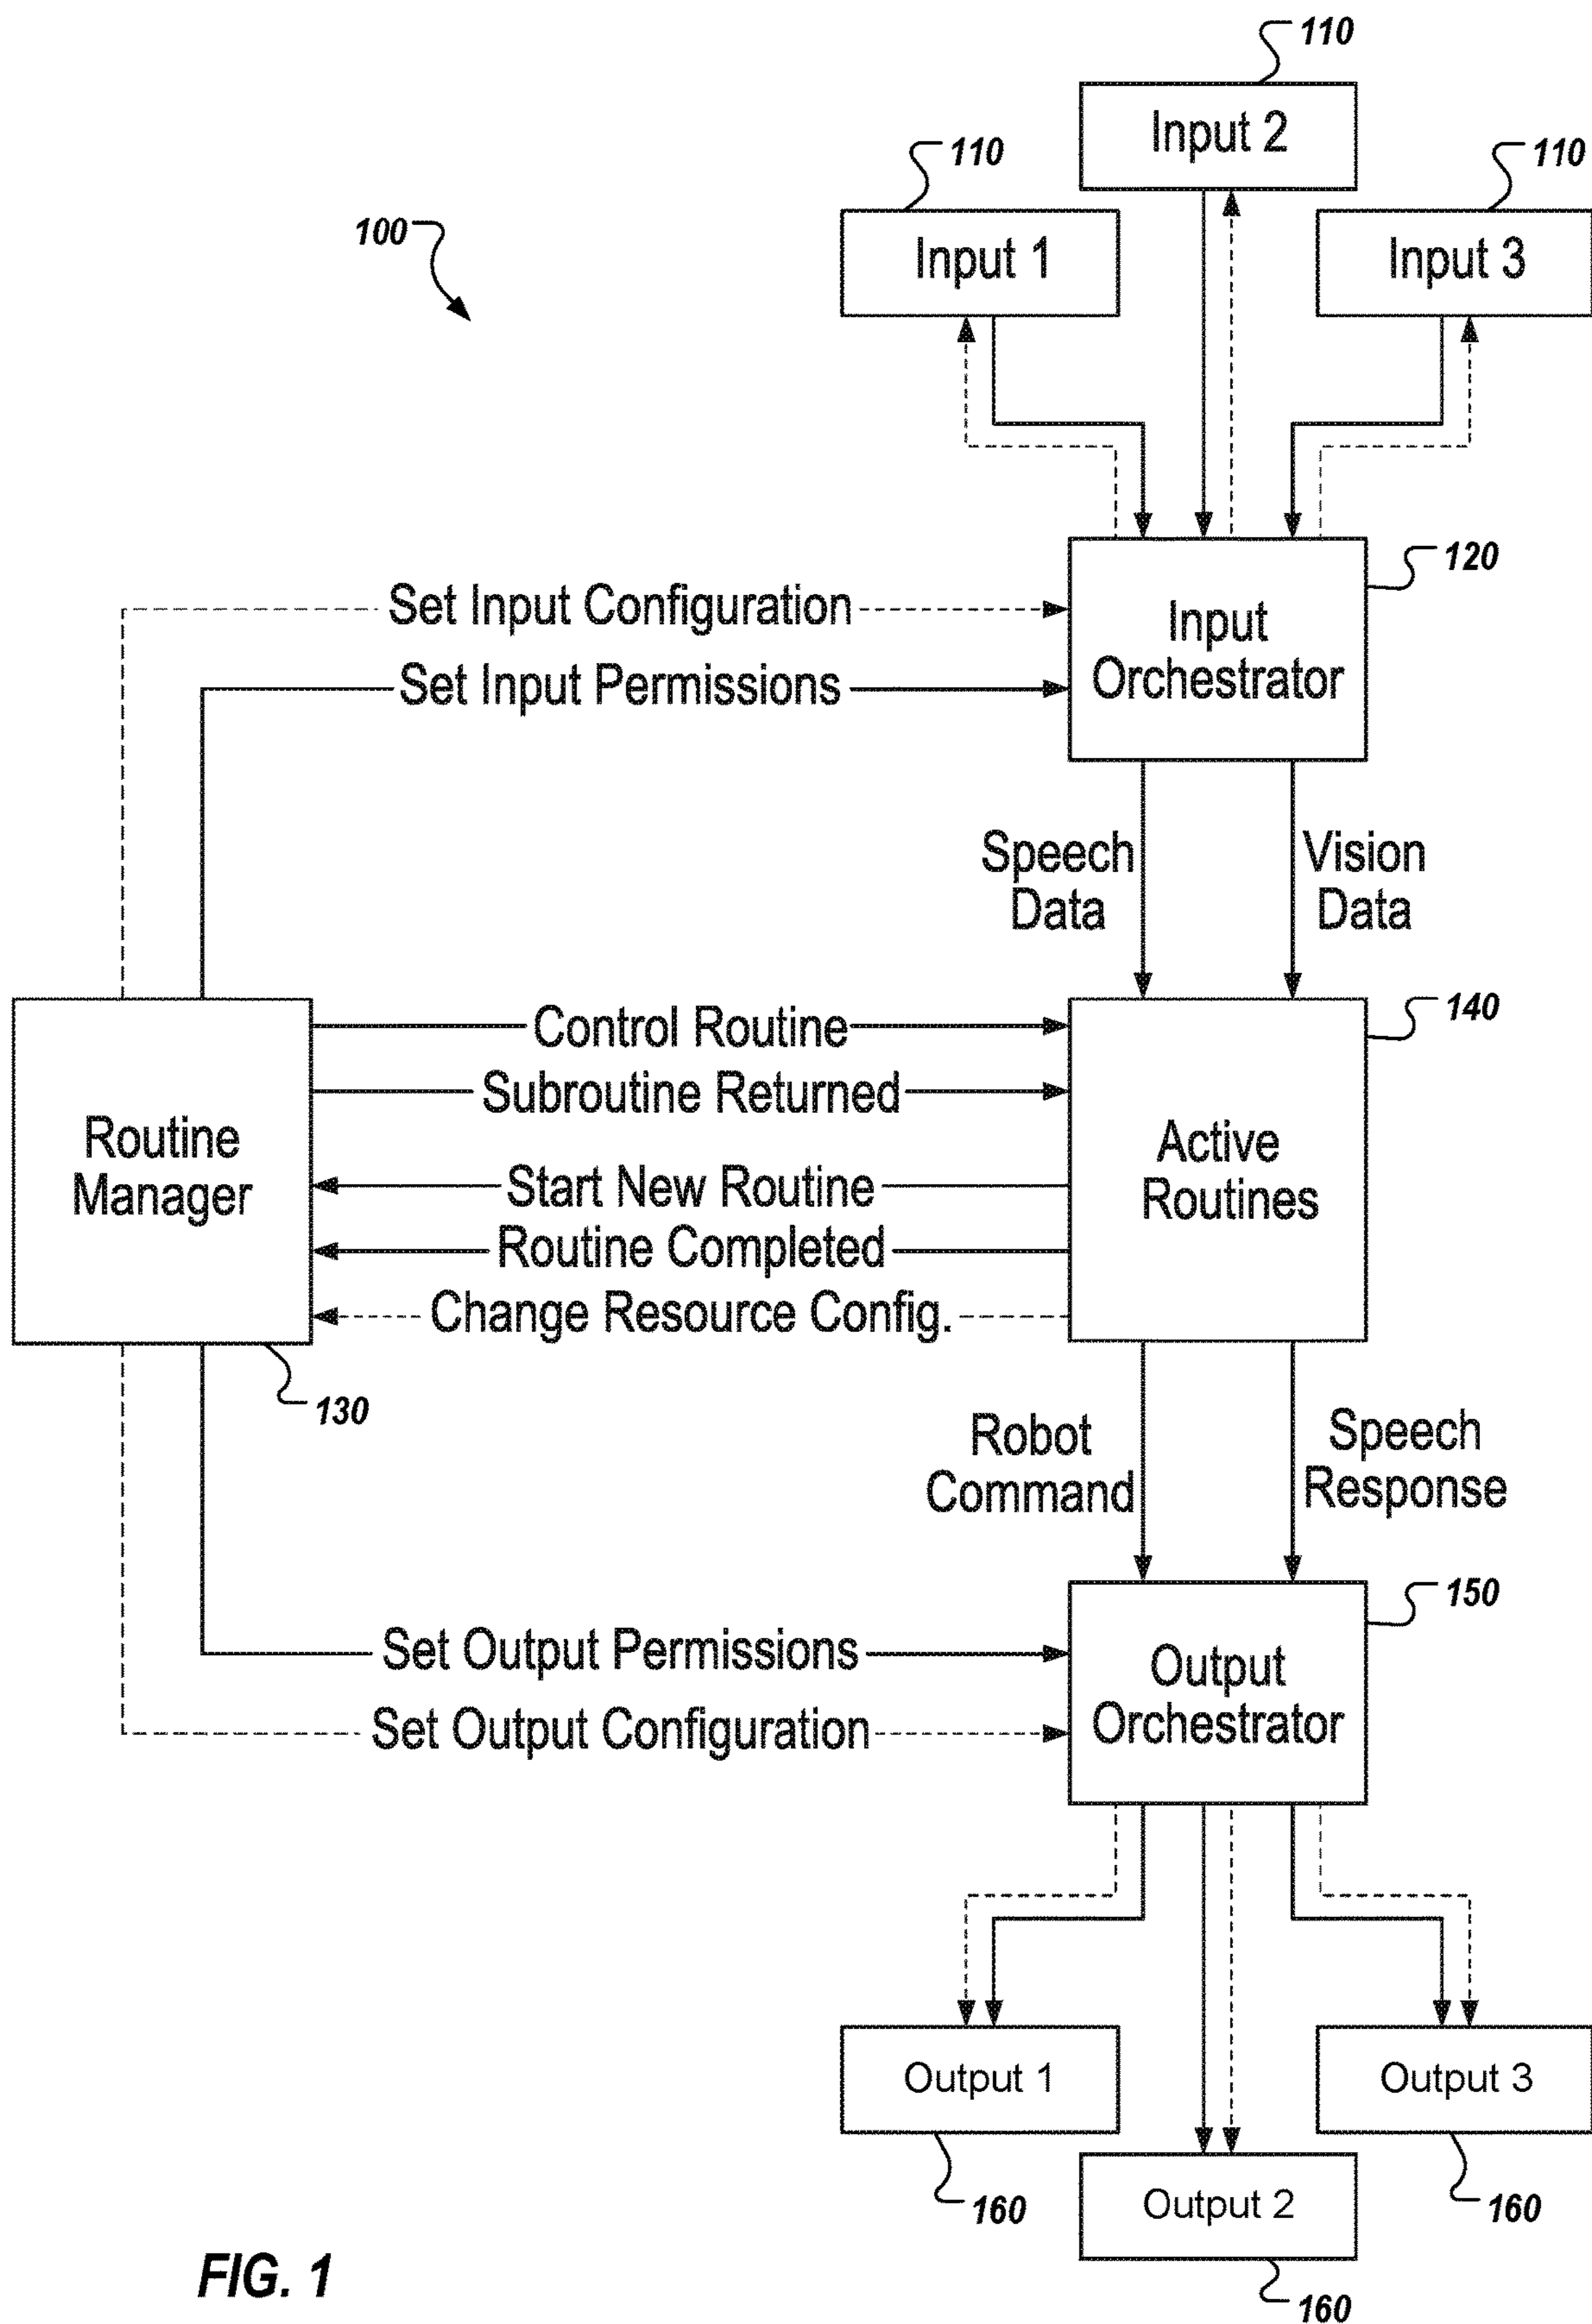 110
Input 2
110
110
100
Input 1
Input 3
120
Set Input Configuration
Input
Orchestrator
Set Input Permissions
Speech
Data
Vision
Data
140
Control Routine
Subroutine Returned
Routine
Manager
Active
Routines
Start New Routine
Routine Completed
Change Resource Config.
130
Robot
Command
Speech
Response
150
Set Output Permissions
Output
Orchestrator
Set Output Configuration
Output 1
Output 3
160
Output 2
160
FIG. 1
160